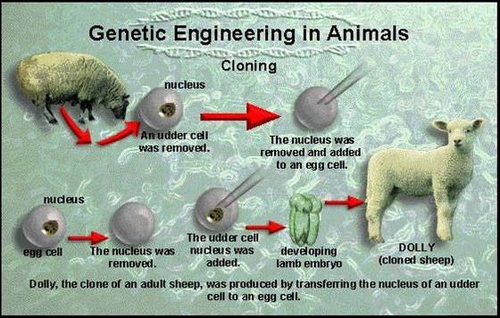 Genetic Engineering in Animals
Cloning
nucleus
An udder cell
was removed.
The nucleus was
removed and added
to an egg cell.
nucleus
egg cell
The nucleus was
removed.
The udder cell
nucleus was
added.
developing
lamb embryo
DOLLY
(cloned sheep)
Dolly, the clone of an adult sheep, was produced by transferring the nucleus of an udder
cell to an egg cell.